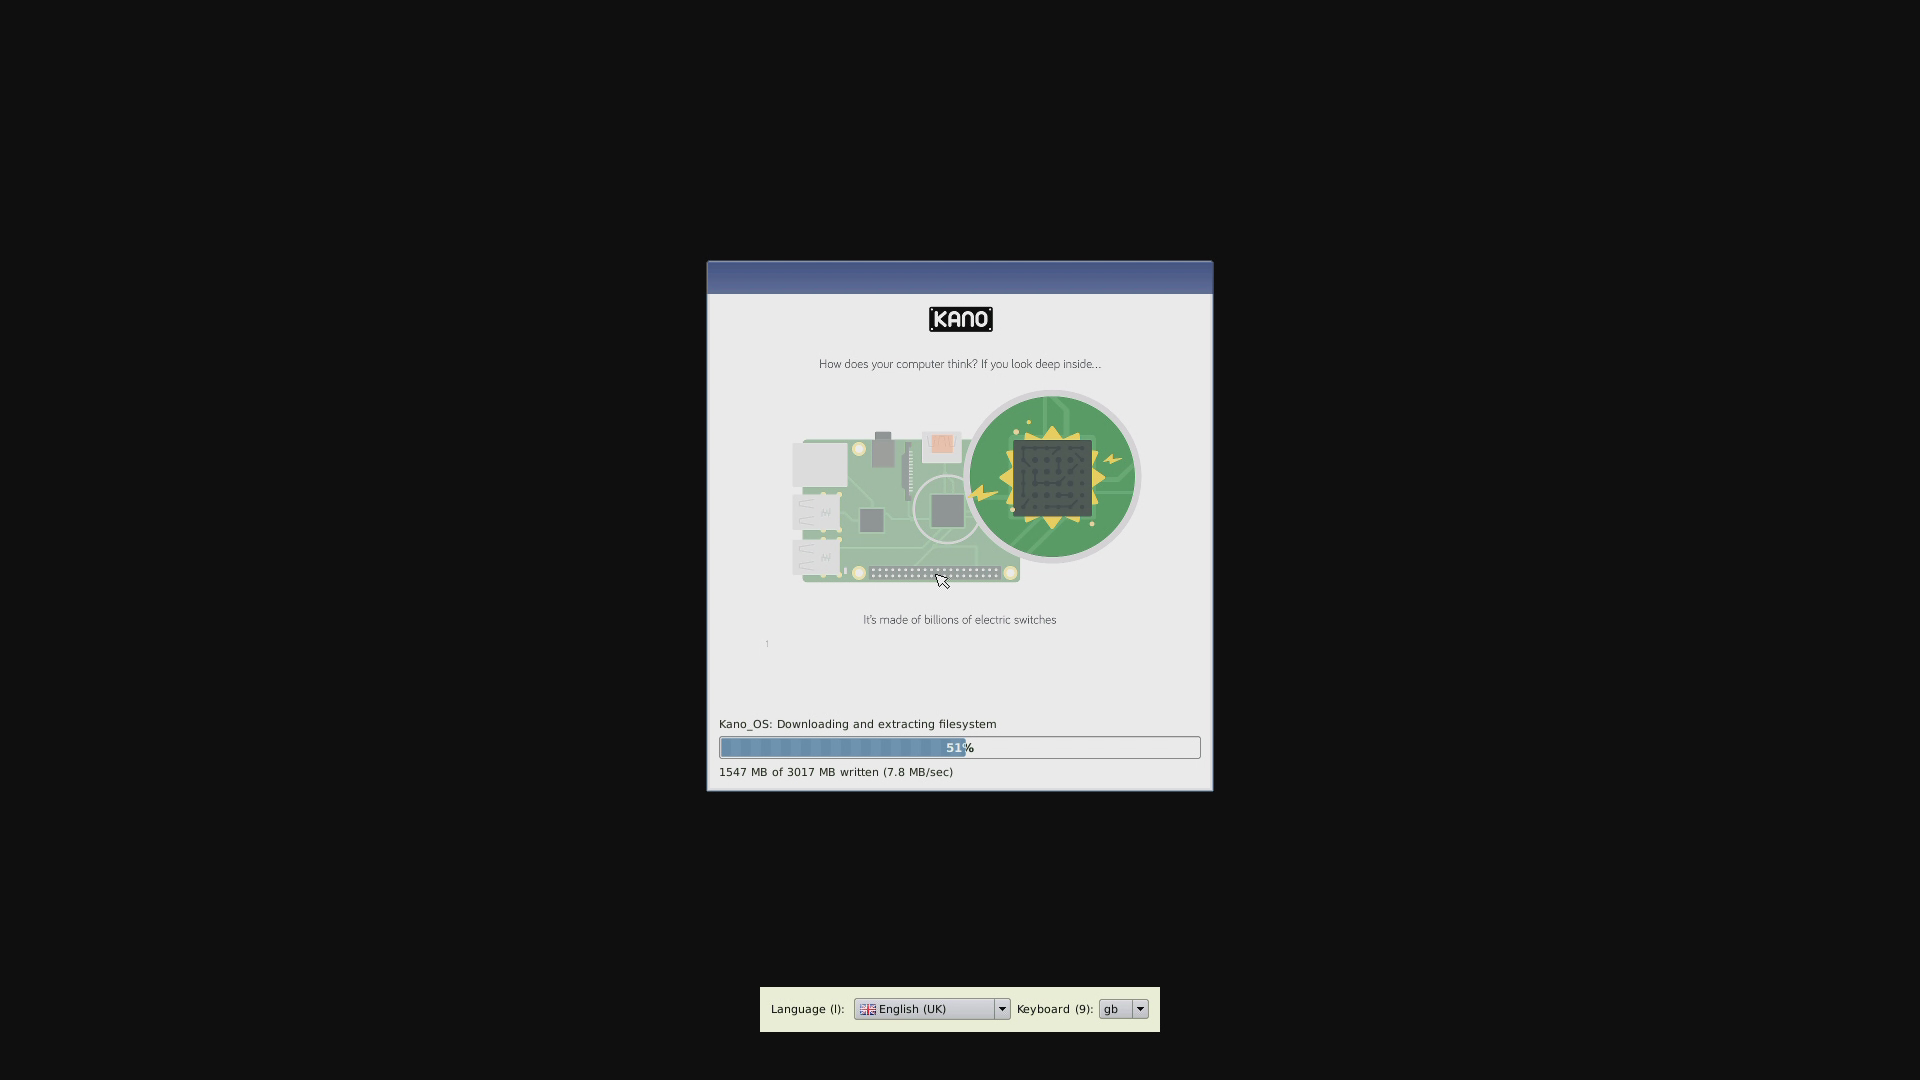 KANO
How does your computer think? If you look deep inside...
It's made of billions of electric switches
Kano_OS: Downloading and extracting filesystem
51%
1547 MB of 3017 MB written (7.8 MB/sec)
Language (l): English (UK) Keyboard (9): gb